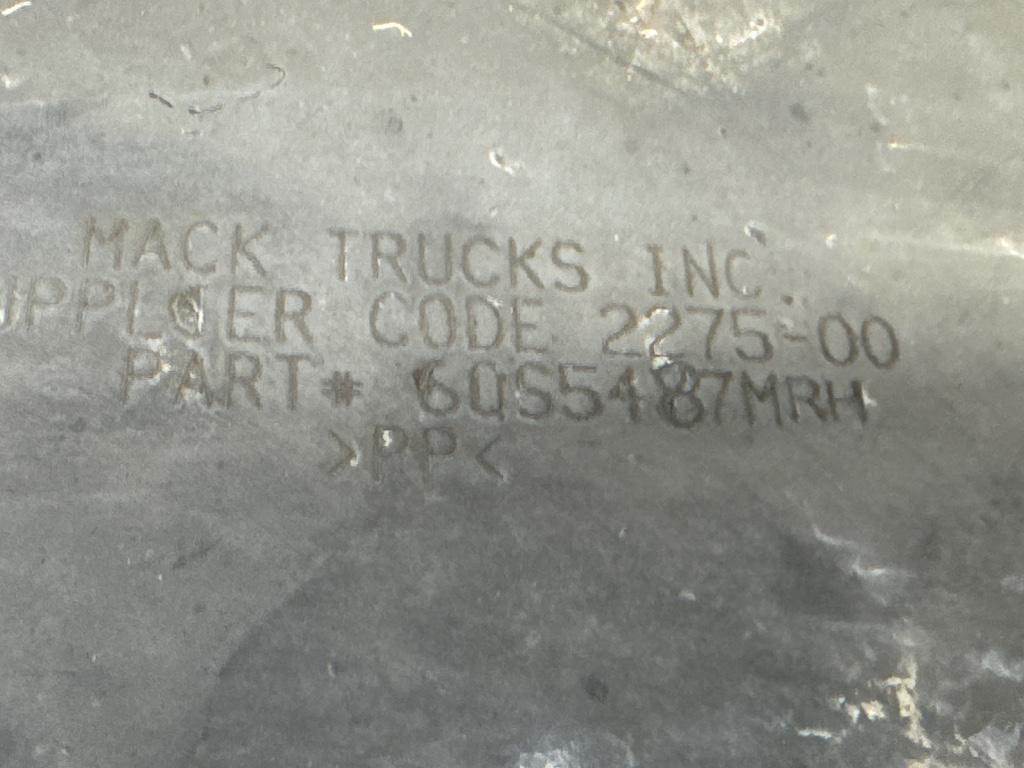 MACK TRUCKS INC.
UPPLIER CODE 2275-00
PART# 6QS5487MRH
>PP<